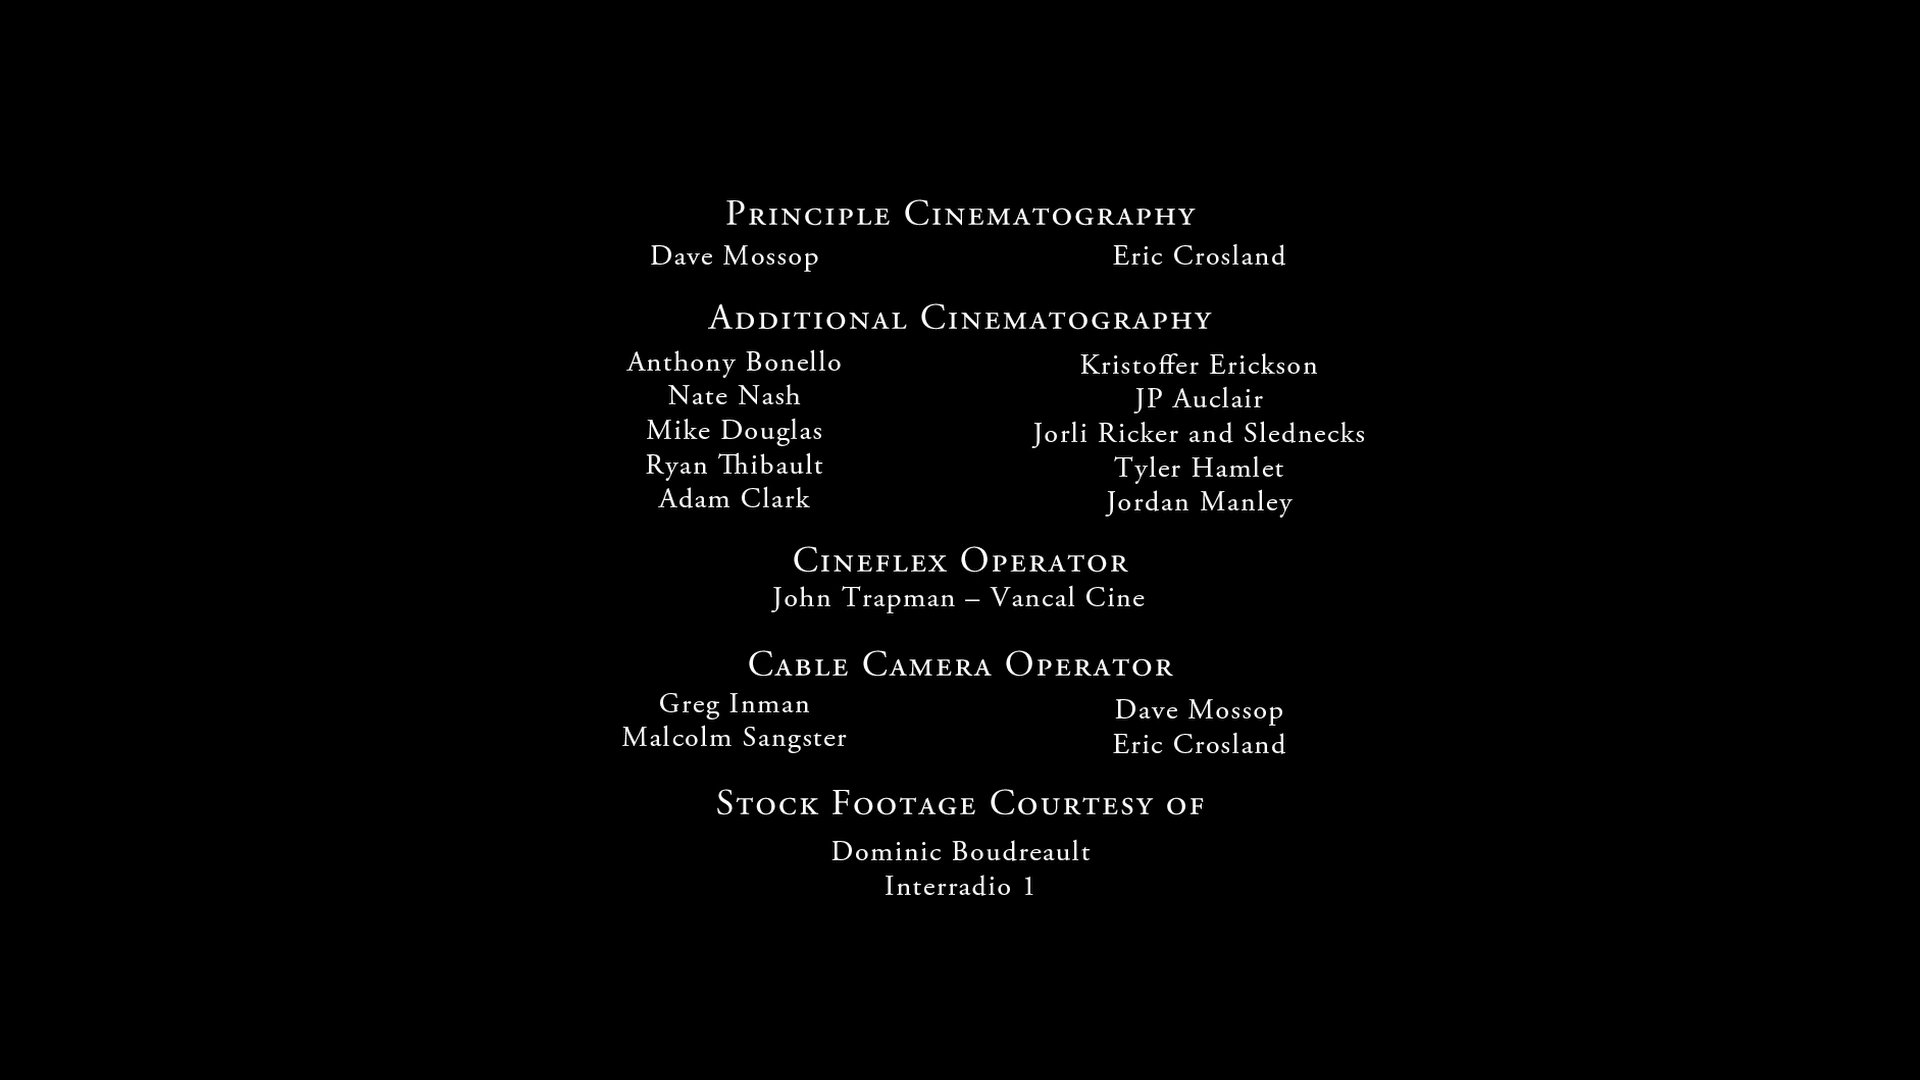 Principle Cinematography
Dave Mossop Eric Crosland
Additional Cinematography
Anthony Bonello Kristoffer Erickson
Nate Nash JP Auclair
Mike Douglas Jorli Ricker and Slednecks
Ryan Thibault Tyler Hamlet
Adam Clark Jordan Manley
Cineflex Operator
John Trapman – Vancal Cine
Cable Camera Operator
Greg Inman Dave Mossop
Malcolm Sangster Eric Crosland
Stock Footage Courtesy of
Dominic Boudreault
Interradio 1